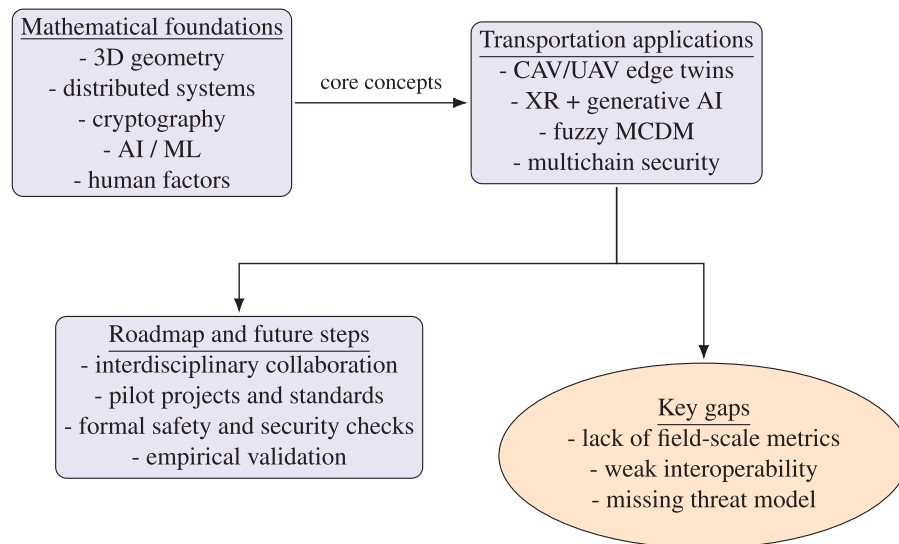 Mathematical foundations
- 3D geometry
- distributed systems
- cryptography
- AI / ML
- human factors
core concepts
Transportation applications
- CAV/UAV edge twins
- XR + generative AI
- fuzzy MCDM
- multichain security
Roadmap and future steps
- interdisciplinary collaboration
- pilot projects and standards
- formal safety and security checks
- empirical validation
Key gaps
- lack of field-scale metrics
- weak interoperability
- missing threat model